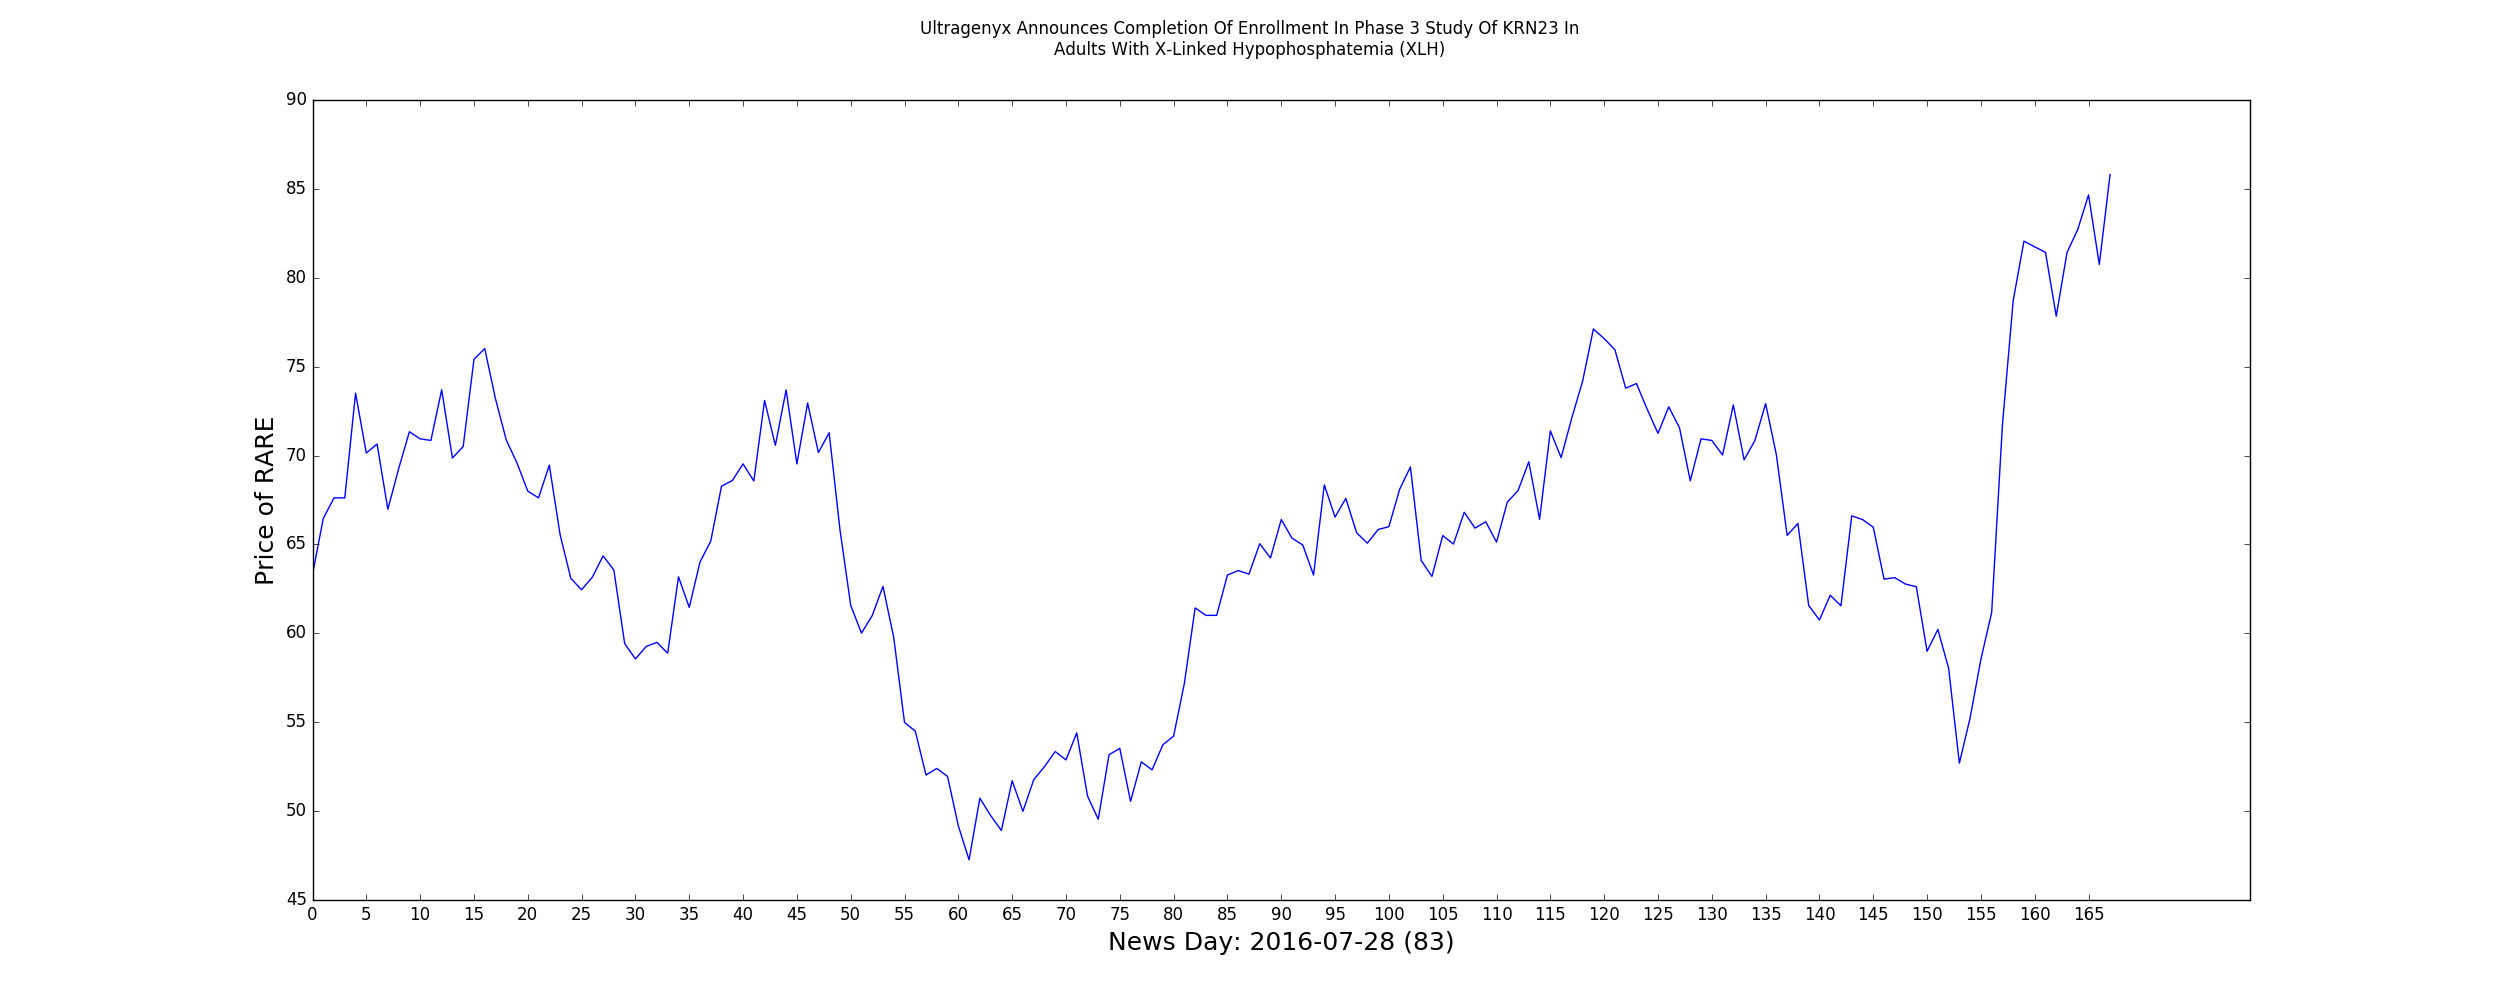 Ultragenyx Announces Completion Of Enrollment In Phase 3 Study Of KRN23 In
Adults With X-Linked Hypophosphatemia (XLH)
90
85
80
75
70
65
60
55
50
45
Price of RARE
0 5 10 15 20 25 30 35 40 45 50 55 60 65 70 75 80 85 90 95 100 105 110 115 120 125 130 135 140 145 150 155 160 165
News Day: 2016-07-28 (83)